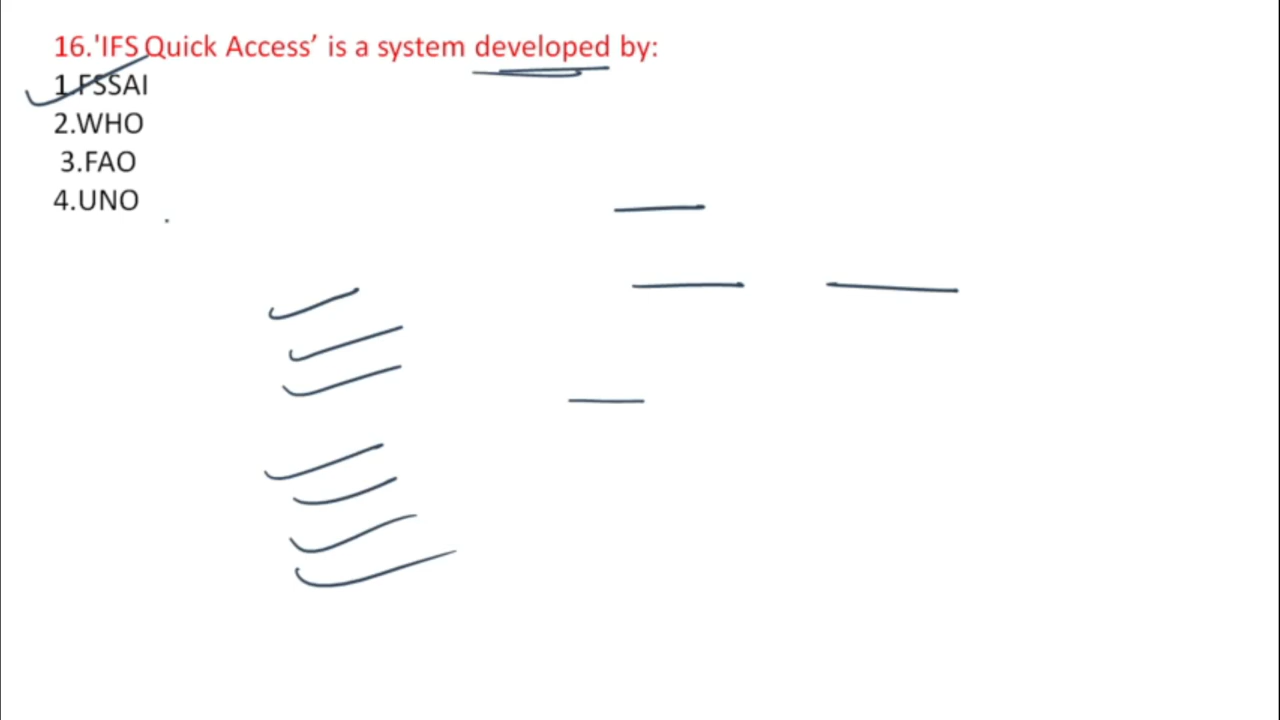 16.'IFS Quick Access’ is a system developed by:
1.FSSAI
2.WHO
3.FAO
4.UNO